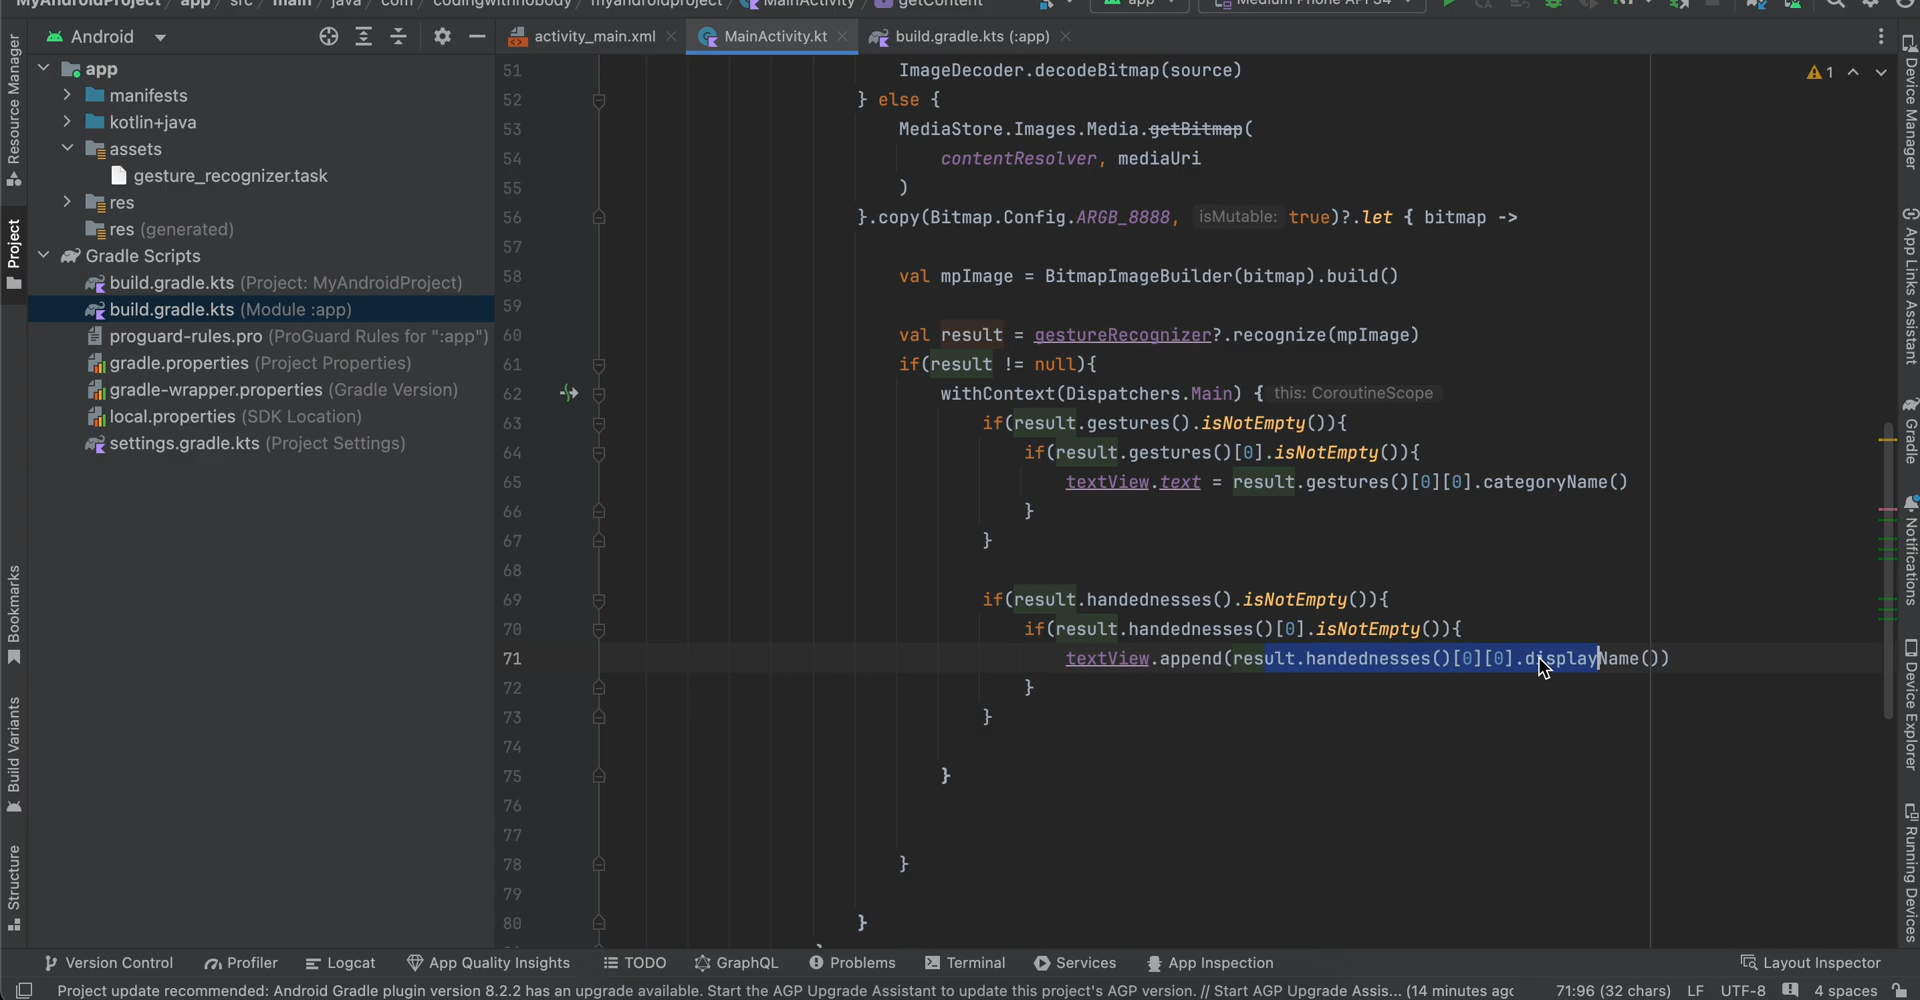 MyAndroidProject app src main java com codingwithnobody myandroidproject MainActivity getContent
app Medium Phone API 34
Android
activity_main.xml
MainActivity.kt
build.gradle.kts (:app)
Resource Manager
Project
Bookmarks
Build Variants
Structure
app
manifests
kotlin+java
assets
gesture_recognizer.task
res
res (generated)
Gradle Scripts
build.gradle.kts (Project: MyAndroidProject)
build.gradle.kts (Module :app)
proguard-rules.pro (ProGuard Rules for ":app")
gradle.properties (Project Properties)
gradle-wrapper.properties (Gradle Version)
local.properties (SDK Location)
settings.gradle.kts (Project Settings)
1
51 ImageDecoder.decodeBitmap(source)
52 } else {
53 MediaStore.Images.Media.getBitmap(
54 contentResolver, mediaUri
55 )
56 }.copy(Bitmap.Config.ARGB_8888, isMutable: true)?.let { bitmap ->
57
58 val mpImage = BitmapImageBuilder(bitmap).build()
59
60 val result = gestureRecognizer?.recognize(mpImage)
61 if(result != null){
62 withContext(Dispatchers.Main) { this: CoroutineScope
63 if(result.gestures().isNotEmpty()){
64 if(result.gestures()[0].isNotEmpty()){
65 textView.text = result.gestures()[0][0].categoryName()
66 }
67 }
68
69 if(result.handednesses().isNotEmpty()){
70 if(result.handednesses()[0].isNotEmpty()){
71 textView.append(result.handednesses()[0][0].displayName())
72 }
73 }
74
75 }
76
77
78 }
79
80 }
Device Manager
App Links Assistant
Gradle
Notifications
Device Explorer
Running Devices
Version Control
Profiler
Logcat
App Quality Insights
TODO
GraphQL
Problems
Terminal
Services
App Inspection
Layout Inspector
Project update recommended: Android Gradle plugin version 8.2.2 has an upgrade available. Start the AGP Upgrade Assistant to update this project's AGP version. // Start AGP Upgrade Assis... (14 minutes agc
71:96 (32 chars) LF UTF-8 4 spaces